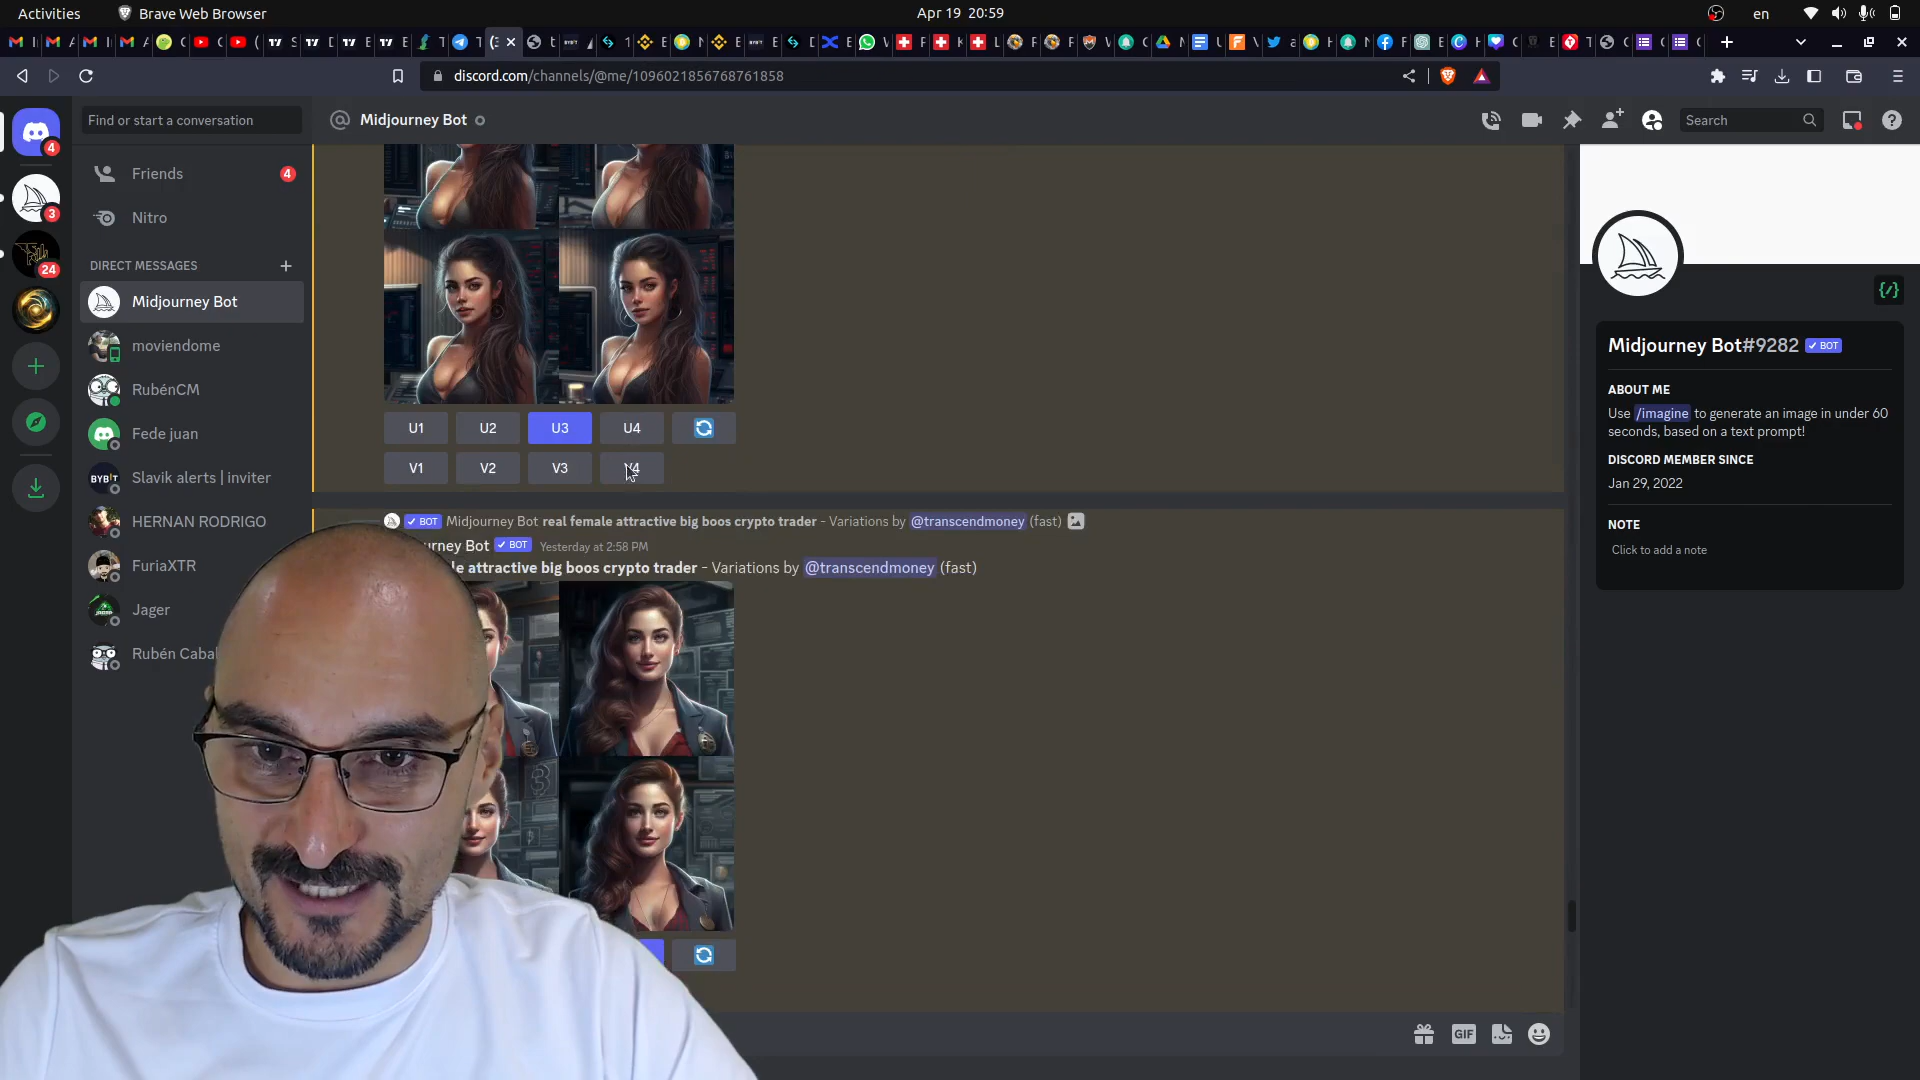 Activities
Brave Web Browser
Apr 19 20:59
en
discord.com/channels/@me/1096021856768761858
Find or start a conversation
Midjourney Bot
Search
4
3
24
Friends
4
Nitro
DIRECT MESSAGES
Midjourney Bot
moviendome
RubénCM
Fede juan
Slavik alerts | inviter
HERNAN RODRIGO
FuriaXTR
Jager
Rubén Cabal
BYBIT
U1 U2 U3 U4
V1 V2 V3 V4
BOT Midjourney Bot real female attractive big boos crypto trader - Variations by @transcendmoney (fast)
urney Bot BOT Yesterday at 2:58 PM
le attractive big boos crypto trader - Variations by @transcendmoney (fast)
GIF
Midjourney Bot#9282 BOT
ABOUT ME
Use /imagine to generate an image in under 60
seconds, based on a text prompt!
DISCORD MEMBER SINCE
Jan 29, 2022
NOTE
Click to add a note